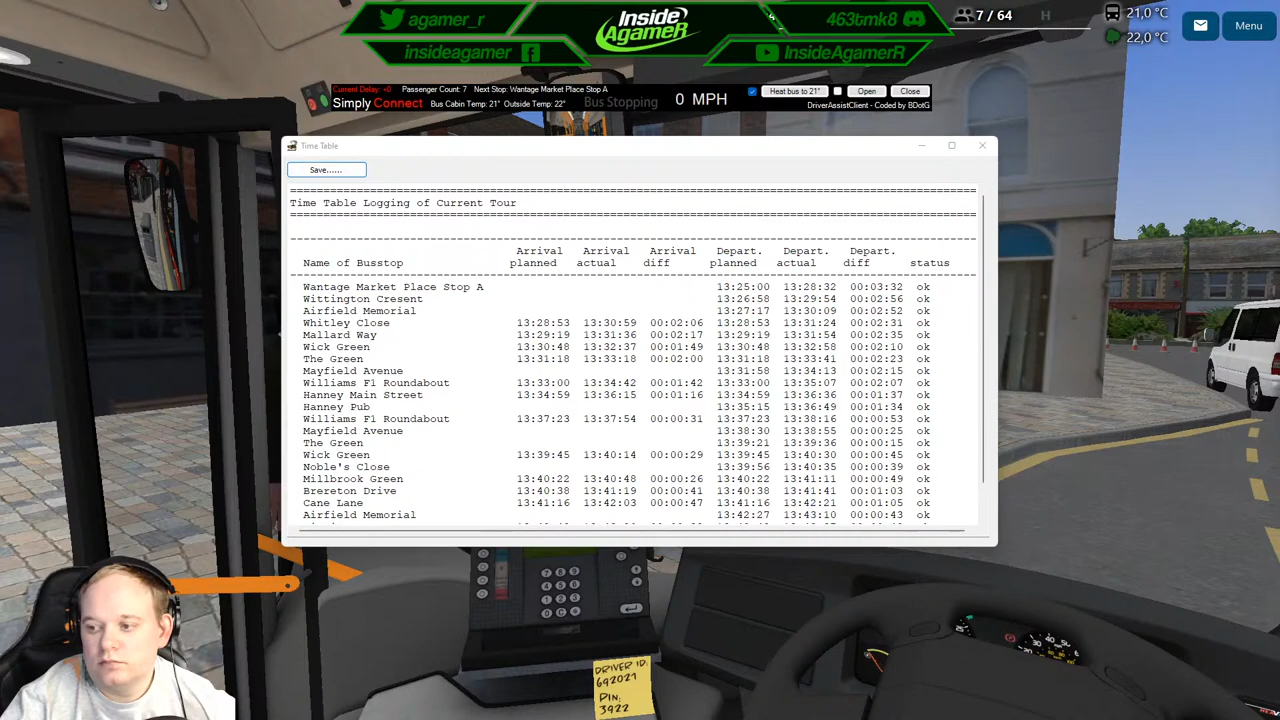 agamer_r
Inside
AgameR
463tmk8
insideagamer
InsideAgamerR
7 / 64
H
21,0 °C
22,0 °C
Menu
Current Delay: +0 Passenger Count: 7 Next Stop: Wantage Market Place Stop A
Simply Connect Bus Cabin Temp: 21° Outside Temp: 22° Bus Stopping 0 MPH
Heat bus to 21° Open Close
DriverAssistClient - Coded by BDotG
Time Table
Save......
Time Table Logging of Current Tour
Arrival Arrival Arrival Depart. Depart. Depart.
Name of Busstop planned actual diff planned actual diff status
Wantage Market Place Stop A 13:25:00 13:28:32 00:03:32 ok
Wittington Cresent 13:26:58 13:29:54 00:02:56 ok
Airfield Memorial 13:27:17 13:30:09 00:02:52 ok
Whitley Close 13:28:53 13:30:59 00:02:06 13:28:53 13:31:24 00:02:31 ok
Mallard Way 13:29:19 13:31:36 00:02:17 13:29:19 13:31:54 00:02:35 ok
Wick Green 13:30:48 13:32:37 00:01:49 13:30:48 13:32:58 00:02:10 ok
The Green 13:31:18 13:33:18 00:02:00 13:31:18 13:33:41 00:02:23 ok
Mayfield Avenue 13:31:58 13:34:13 00:02:15 ok
Williams F1 Roundabout 13:33:00 13:34:42 00:01:42 13:33:00 13:35:07 00:02:07 ok
Hanney Main Street 13:34:59 13:36:15 00:01:16 13:34:59 13:36:36 00:01:37 ok
Hanney Pub 13:35:15 13:36:49 00:01:34 ok
Williams F1 Roundabout 13:37:23 13:37:54 00:00:31 13:37:23 13:38:16 00:00:53 ok
Mayfield Avenue 13:38:30 13:38:55 00:00:25 ok
The Green 13:39:21 13:39:36 00:00:15 ok
Wick Green 13:39:45 13:40:14 00:00:29 13:39:45 13:40:30 00:00:45 ok
Noble's Close 13:39:56 13:40:35 00:00:39 ok
Millbrook Green 13:40:22 13:40:48 00:00:26 13:40:22 13:41:11 00:00:49 ok
Brereton Drive 13:40:38 13:41:19 00:00:41 13:40:38 13:41:41 00:01:03 ok
Cane Lane 13:41:16 13:42:03 00:00:47 13:41:16 13:42:21 00:01:05 ok
Airfield Memorial 13:42:27 13:43:10 00:00:43 ok
DRIVER ID:
692021
PIN:
3922